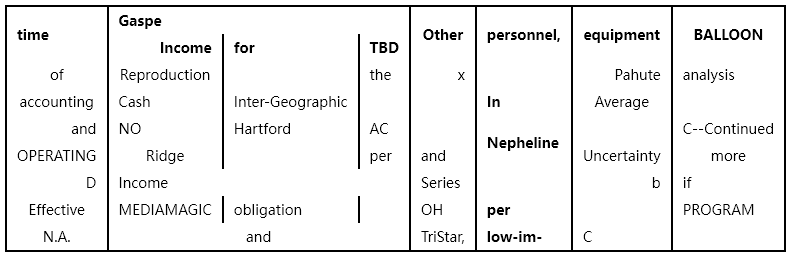 time Gaspe Other personnel, equipment BALLOON
Income for TBD
of Reproduction the x Pahute analysis
accounting Cash Inter-Geographic In Average
and NO Hartford AC Nepheline C--Continued
OPERATING Ridge per and Uncertainty more
D Income Series b if
Effective MEDIAMAGIC obligation OH per PROGRAM
N.A. and TriStar, low-im- C